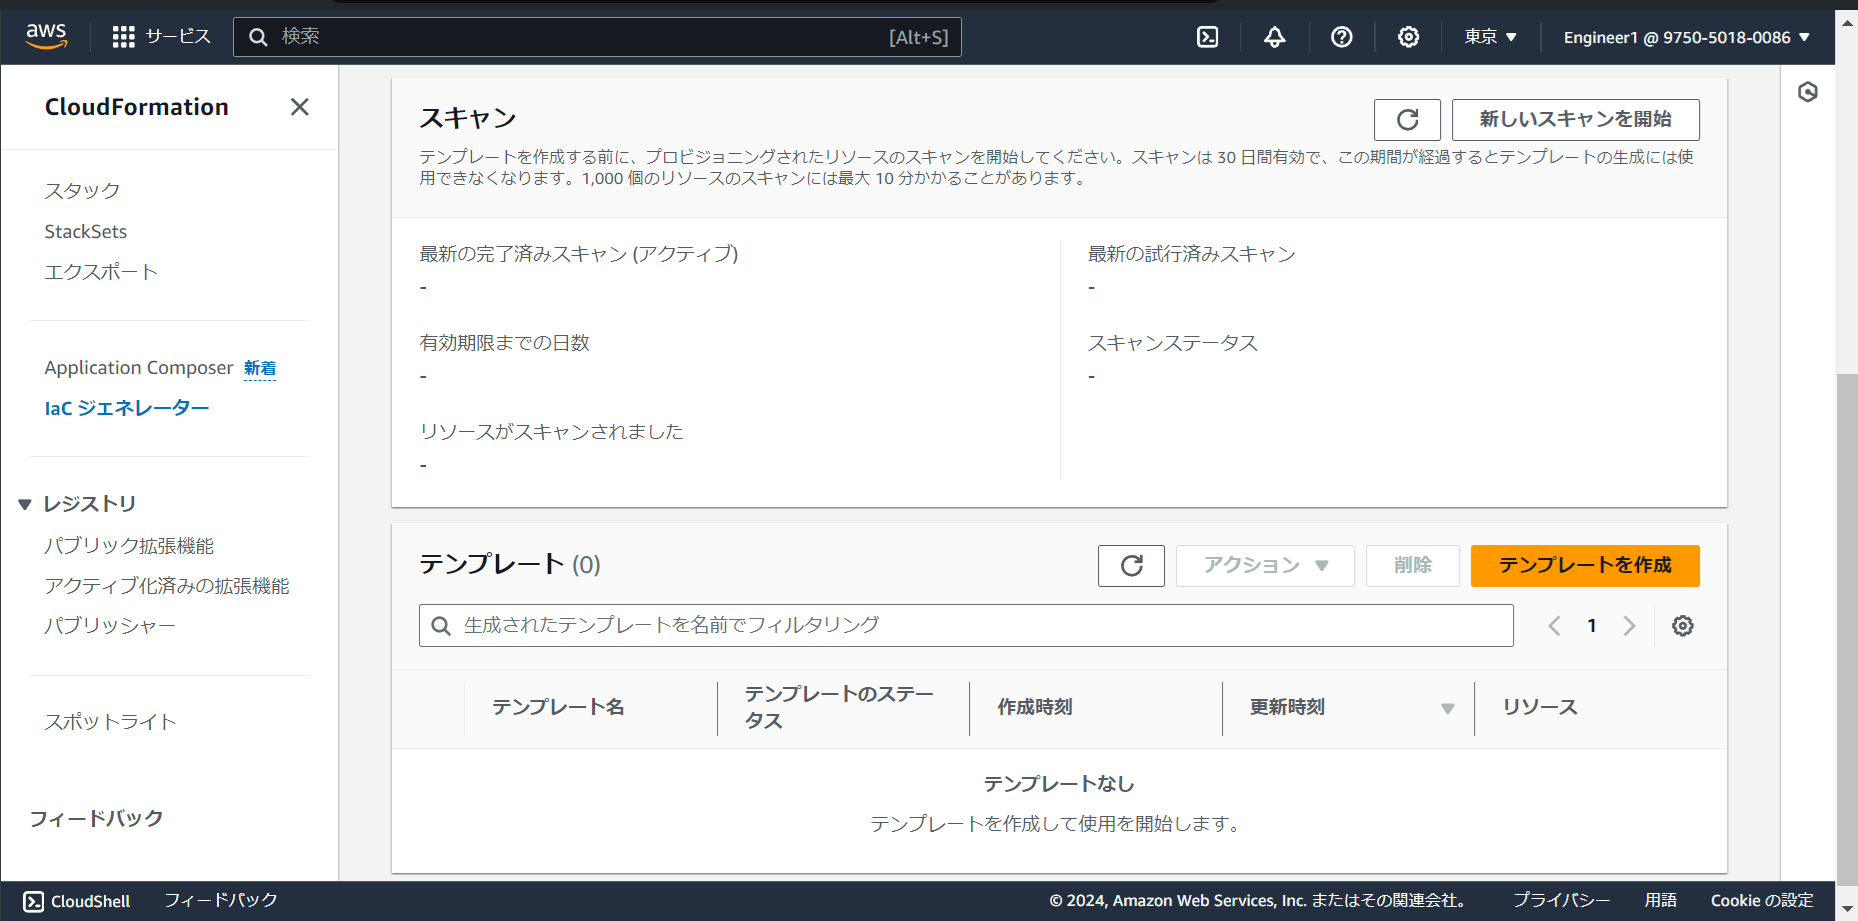 aws
サービス
検索
[Alt+S]
東京
Engineer1 @ 9750-5018-0086
CloudFormation
スタック
StackSets
エクスポート
Application Composer 新着
IaC ジェネレーター
レジストリ
パブリック拡張機能
アクティブ化済みの拡張機能
パブリッシャー
スポットライト
フィードバック
スキャン
新しいスキャンを開始
テンプレートを作成する前に、プロビジョニングされたリソースのスキャンを開始してください。スキャンは 30 日間有効で、この期間が経過するとテンプレートの生成には使
用できなくなります。1,000 個のリソースのスキャンには最大 10 分かかることがあります。
最新の完了済みスキャン (アクティブ)
-
有効期限までの日数
-
リソースがスキャンされました
-
最新の試行済みスキャン
-
スキャンステータス
-
テンプレート (0)
アクション
削除
テンプレートを作成
生成されたテンプレートを名前でフィルタリング
1
テンプレート名
テンプレートのステー
タス
作成時刻
更新時刻
リソース
テンプレートなし
テンプレートを作成して使用を開始します。
CloudShell
フィードバック
© 2024, Amazon Web Services, Inc. またはその関連会社。
プライバシー
用語
Cookie の設定